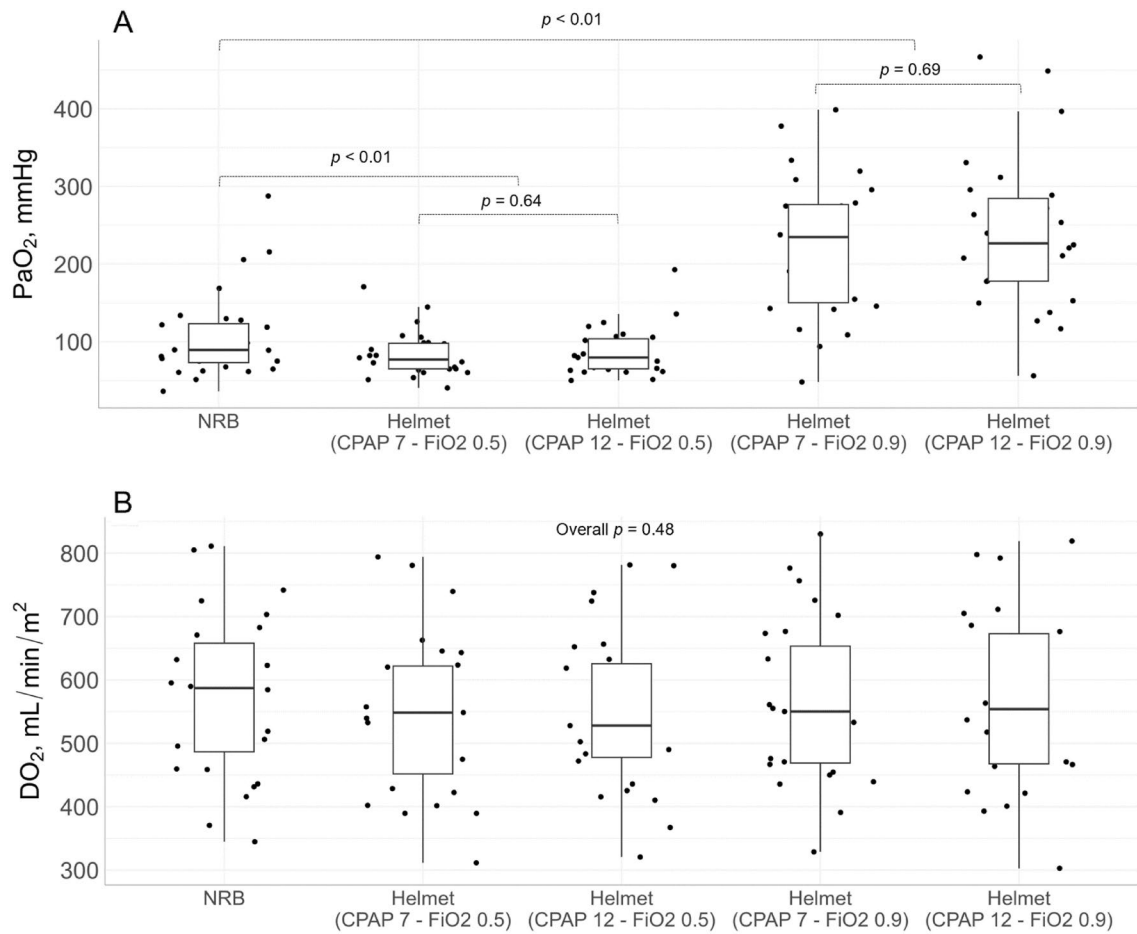 A
p < 0.01
p = 0.69
400
PaO₂, mmHg
p < 0.01
300
p = 0.64
200
100
NRB
Helmet
(CPAP 7 - FiO2 0.5)
Helmet
(CPAP 12 - FiO2 0.5)
Helmet
(CPAP 7 - FiO2 0.9)
Helmet
(CPAP 12 - FiO2 0.9)
B
Overall p = 0.48
800
DO₂, mL/min/m²
700
600
500
400
300
NRB
Helmet
(CPAP 7 - FiO2 0.5)
Helmet
(CPAP 12 - FiO2 0.5)
Helmet
(CPAP 7 - FiO2 0.9)
Helmet
(CPAP 12 - FiO2 0.9)